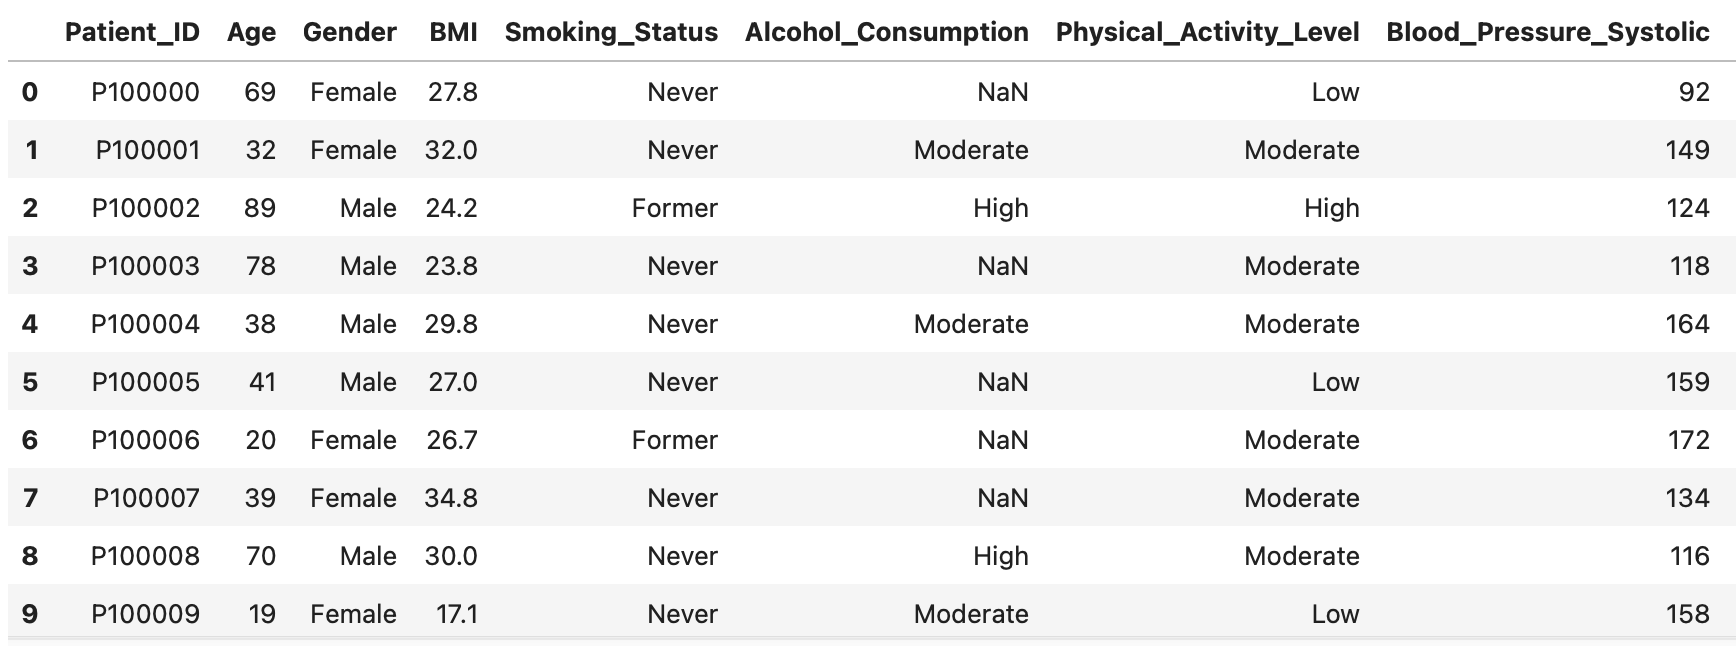 Patient_ID Age Gender BMI Smoking_Status Alcohol_Consumption Physical_Activity_Level Blood_Pressure_Systolic
0 P100000 69 Female 27.8 Never NaN Low 92
1 P100001 32 Female 32.0 Never Moderate Moderate 149
2 P100002 89 Male 24.2 Former High High 124
3 P100003 78 Male 23.8 Never NaN Moderate 118
4 P100004 38 Male 29.8 Never Moderate Moderate 164
5 P100005 41 Male 27.0 Never NaN Low 159
6 P100006 20 Female 26.7 Former NaN Moderate 172
7 P100007 39 Female 34.8 Never NaN Moderate 134
8 P100008 70 Male 30.0 Never High Moderate 116
9 P100009 19 Female 17.1 Never Moderate Low 158